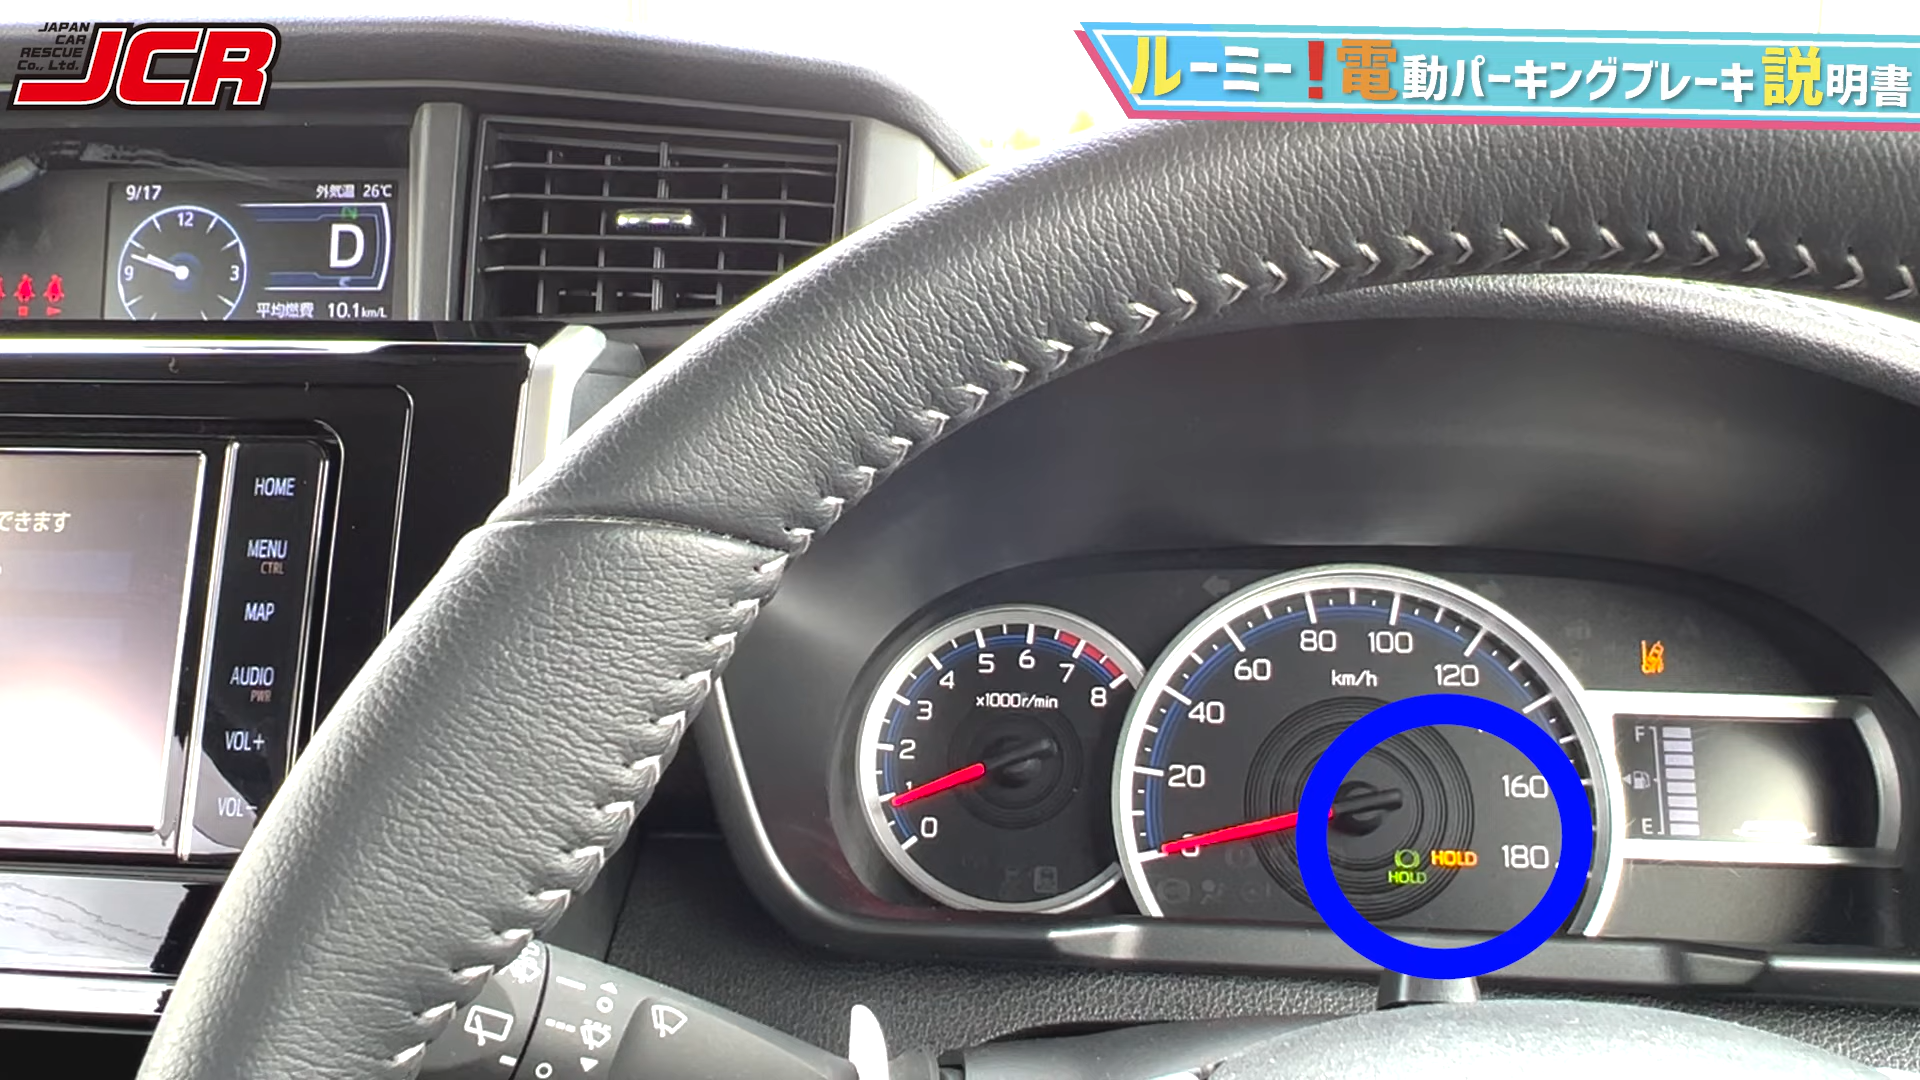 JAPAN
CAR
RESCUE
Co., Ltd.
JCR
ルーミー！電動パーキングブレーキ説明書
9/17
外気温 26℃
12
9
3
N
D
平均燃費 10.1km/L
できます
HOME
MENU
CTRL
MAP
AUDIO
PWR
VOL+
VOL-
0
1
2
3
4
5
6
7
8
x1000r/min
0
20
40
60
80
100
120
160
180
km/h
HOLD
HOLD
F
E